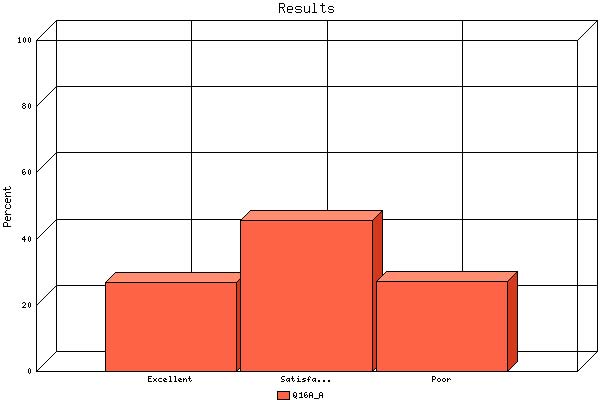 Results
Percent
100
80
60
40
20
0
Excellent Satisfa... Poor
Q16A_A